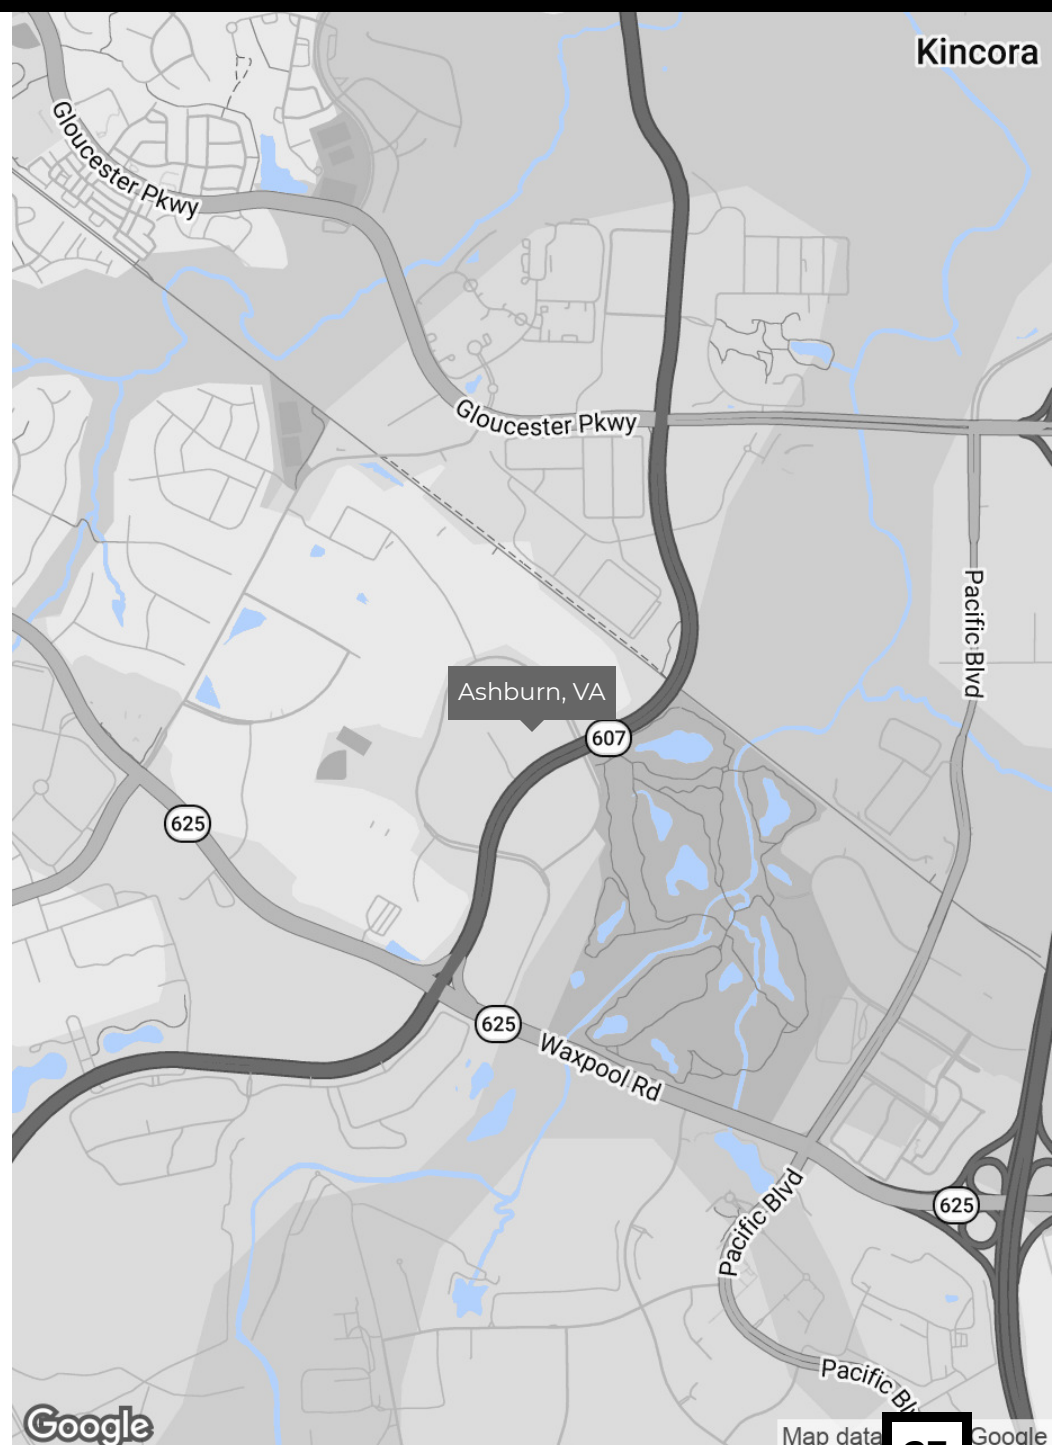 Kincora
Gloucester Pkwy
Gloucester Pkwy
Pacific Blvd
Ashburn, VA
607
625
625
Waxpool Rd
Pacific Blvd
625
Pacific
Google
Map data
Google